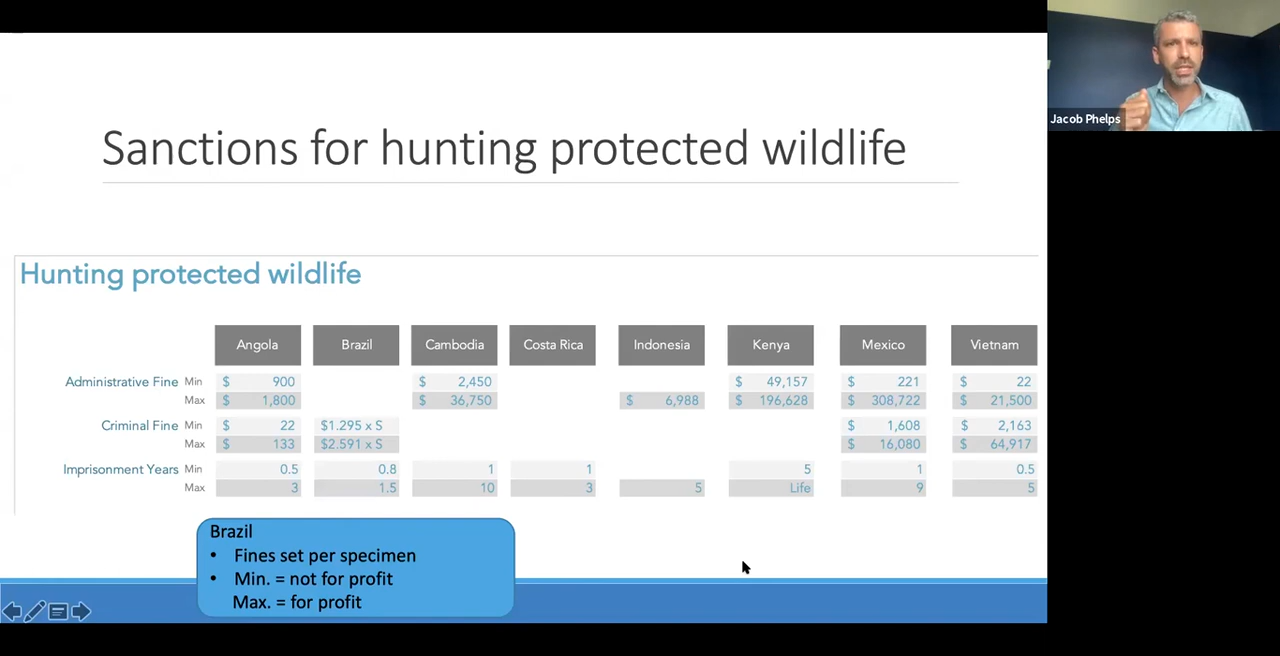 Jacob Phelps
Sanctions for hunting protected wildlife
Hunting protected wildlife
Angola Brazil Cambodia Costa Rica Indonesia Kenya Mexico Vietnam
Administrative Fine Min $ 900 $ 2,450 $ 49,157 $ 221 $ 22
Max $ 1,800 $ 36,750 $ 6,988 $ 196,628 $ 308,722 $ 21,500
Criminal Fine Min $ 22 $1.295 x S $ 1,608 $ 2,163
Max $ 133 $2.591 x S $ 16,080 $ 64,917
Imprisonment Years Min 0.5 0.8 1 1 5 1 0.5
Max 3 1.5 10 3 5 Life 9 5
Brazil
• Fines set per specimen
• Min. = not for profit
Max. = for profit